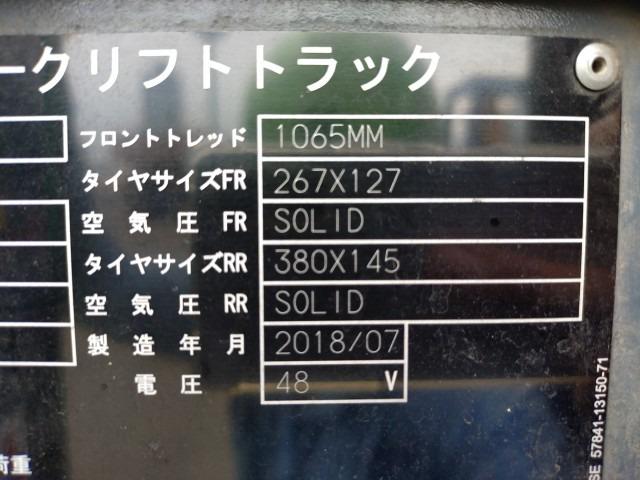 ークリフトトラック
フロントトレッド 1065MM
タイヤサイズFR 267X127
空気圧 FR SOLID
タイヤサイズRR 380X145
空気圧 RR SOLID
製造年月 2018/07
電圧 48 V
荷重
SE 57841-13150-71